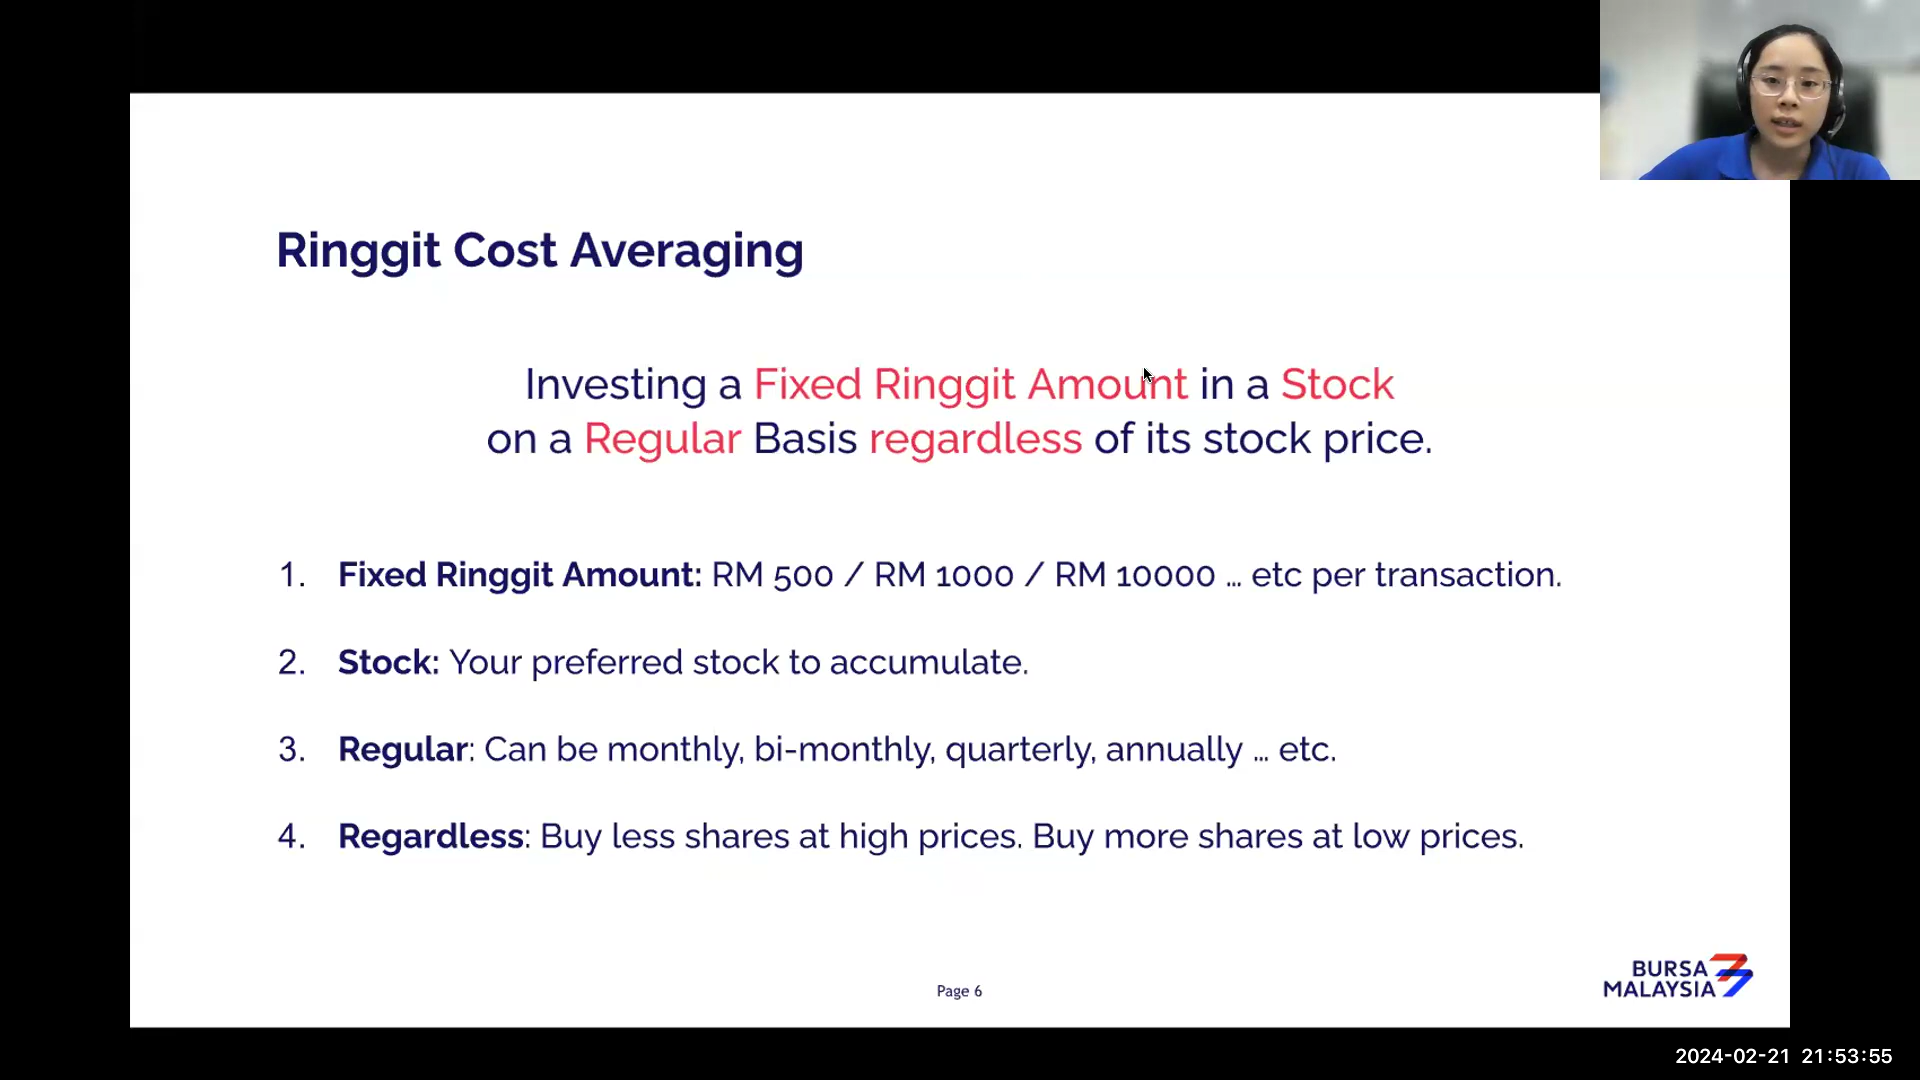 Ringgit Cost Averaging
Investing a Fixed Ringgit Amount in a Stock
on a Regular Basis regardless of its stock price.
1. Fixed Ringgit Amount: RM 500 / RM 1000 / RM 10000 ... etc per transaction.
2. Stock: Your preferred stock to accumulate.
3. Regular: Can be monthly, bi-monthly, quarterly, annually ... etc.
4. Regardless: Buy less shares at high prices. Buy more shares at low prices.
BURSA
MALAYSIA
Page 6
2024-02-21 21:53:55